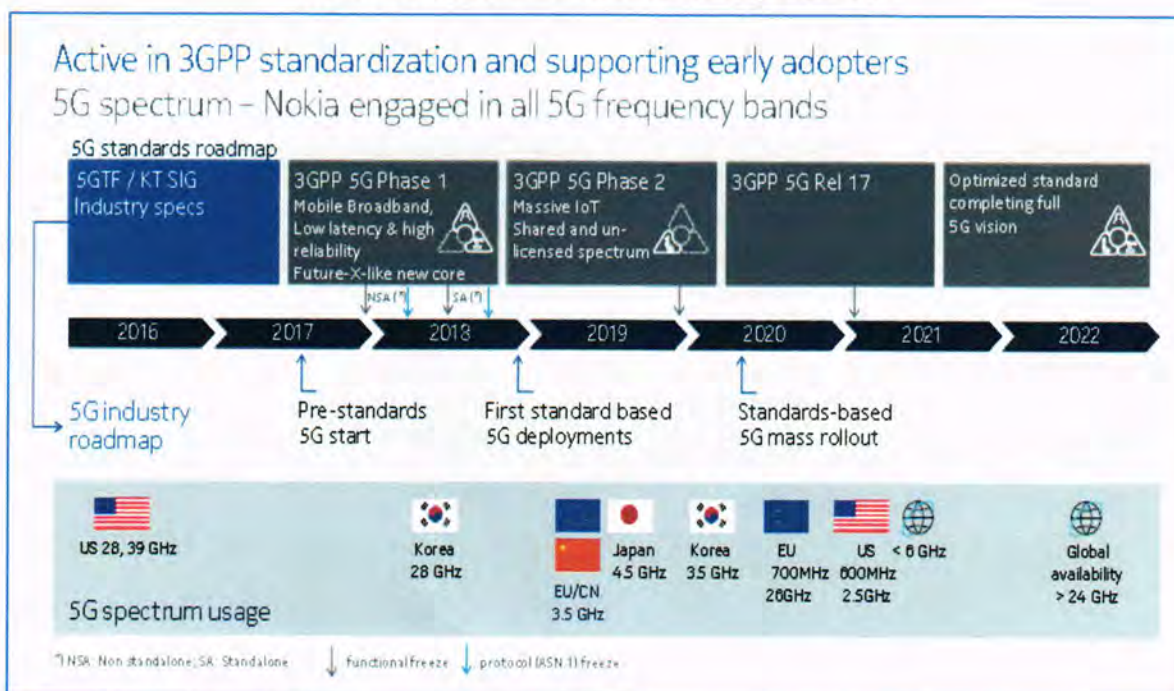 Active in 3GPP standardization and supporting early adopters
5G spectrum – Nokia engaged in all 5G frequency bands
5G standards roadmap
5GTF / KT SIG
Industry specs
3GPP 5G Phase 1
Mobile Broadband,
Low latency & high
reliability
Future-X-like new core
3GPP 5G Phase 2
Massive IoT
Shared and un-
licensed spectrum
3GPP 5G Rel 17
Optimized standard
completing full
5G vision
NSA (*)
SA (*)
2016
2017
2018
2019
2020
2021
2022
5G industry
roadmap
Pre-standards
5G start
First standard based
5G deployments
Standards-based
5G mass rollout
US 28, 39 GHz
Korea
28 GHz
EU/CN
3.5 GHz
Japan
4.5 GHz
Korea
3.5 GHz
EU
700MHz
26GHz
US
600MHz
2.5GHz
< 6 GHz
Global
availability
> 24 GHz
5G spectrum usage
*) NSA: Non standalone; SA: Standalone
functional freeze
protocol (ASN.1) freeze